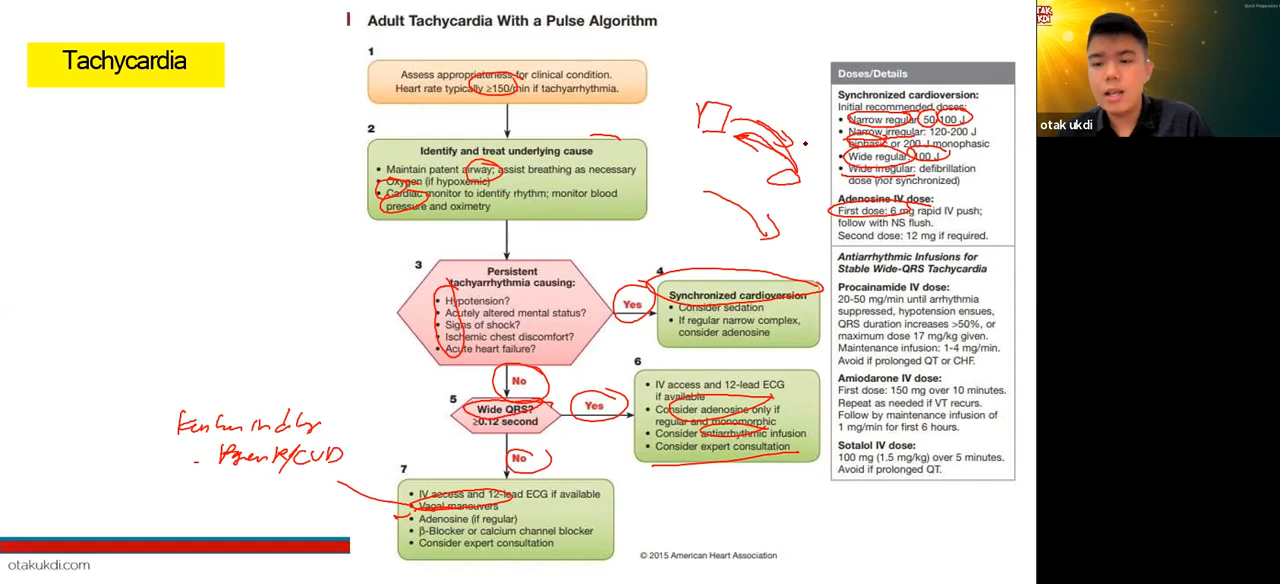 Tachycardia
Adult Tachycardia With a Pulse Algorithm
1
Assess appropriateness for clinical condition.
Heart rate typically ≥150/min if tachyarrhythmia.
2
Identify and treat underlying cause
• Maintain patent airway; assist breathing as necessary
• Oxygen (if hypoxemic)
• Cardiac monitor to identify rhythm; monitor blood
pressure and oximetry
3
Persistent
tachyarrhythmia causing:
• Hypotension?
• Acutely altered mental status?
• Signs of shock?
• Ischemic chest discomfort?
• Acute heart failure?
Yes
4
Synchronized cardioversion
• Consider sedation
• If regular narrow complex,
consider adenosine
No
5
Wide QRS?
≥0.12 second
Yes
6
• IV access and 12-lead ECG
if available
• Consider adenosine only if
regular and monomorphic
• Consider antiarrhythmic infusion
• Consider expert consultation
No
7
• IV access and 12-lead ECG if available
• Vagal maneuvers
• Adenosine (if regular)
• β-Blocker or calcium channel blocker
• Consider expert consultation
Doses/Details
Synchronized cardioversion:
Initial recommended doses:
• Narrow regular: 50-100 J
• Narrow irregular: 120-200 J
biphasic or 200 J monophasic
• Wide regular: 100 J
• Wide irregular: defibrillation
dose (not synchronized)
Adenosine IV dose:
First dose: 6 mg rapid IV push;
follow with NS flush.
Second dose: 12 mg if required.
Antiarrhythmic Infusions for
Stable Wide-QRS Tachycardia
Procainamide IV dose:
20-50 mg/min until arrhythmia
suppressed, hypotension ensues,
QRS duration increases >50%, or
maximum dose 17 mg/kg given.
Maintenance infusion: 1-4 mg/min.
Avoid if prolonged QT or CHF.
Amiodarone IV dose:
First dose: 150 mg over 10 minutes.
Repeat as needed if VT recurs.
Follow by maintenance infusion of
1 mg/min for first 6 hours.
Sotalol IV dose:
100 mg (1.5 mg/kg) over 5 minutes.
Avoid if prolonged QT.
© 2015 American Heart Association
otakukdi.com
OTAK
UKDI
otak ukdi